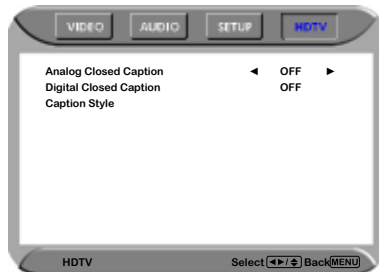 VIDEO AUDIO SETUP HDTV
Analog Closed Caption ◄ OFF ►
Digital Closed Caption OFF
Caption Style
HDTV Select ◄►/♦ Back MENU